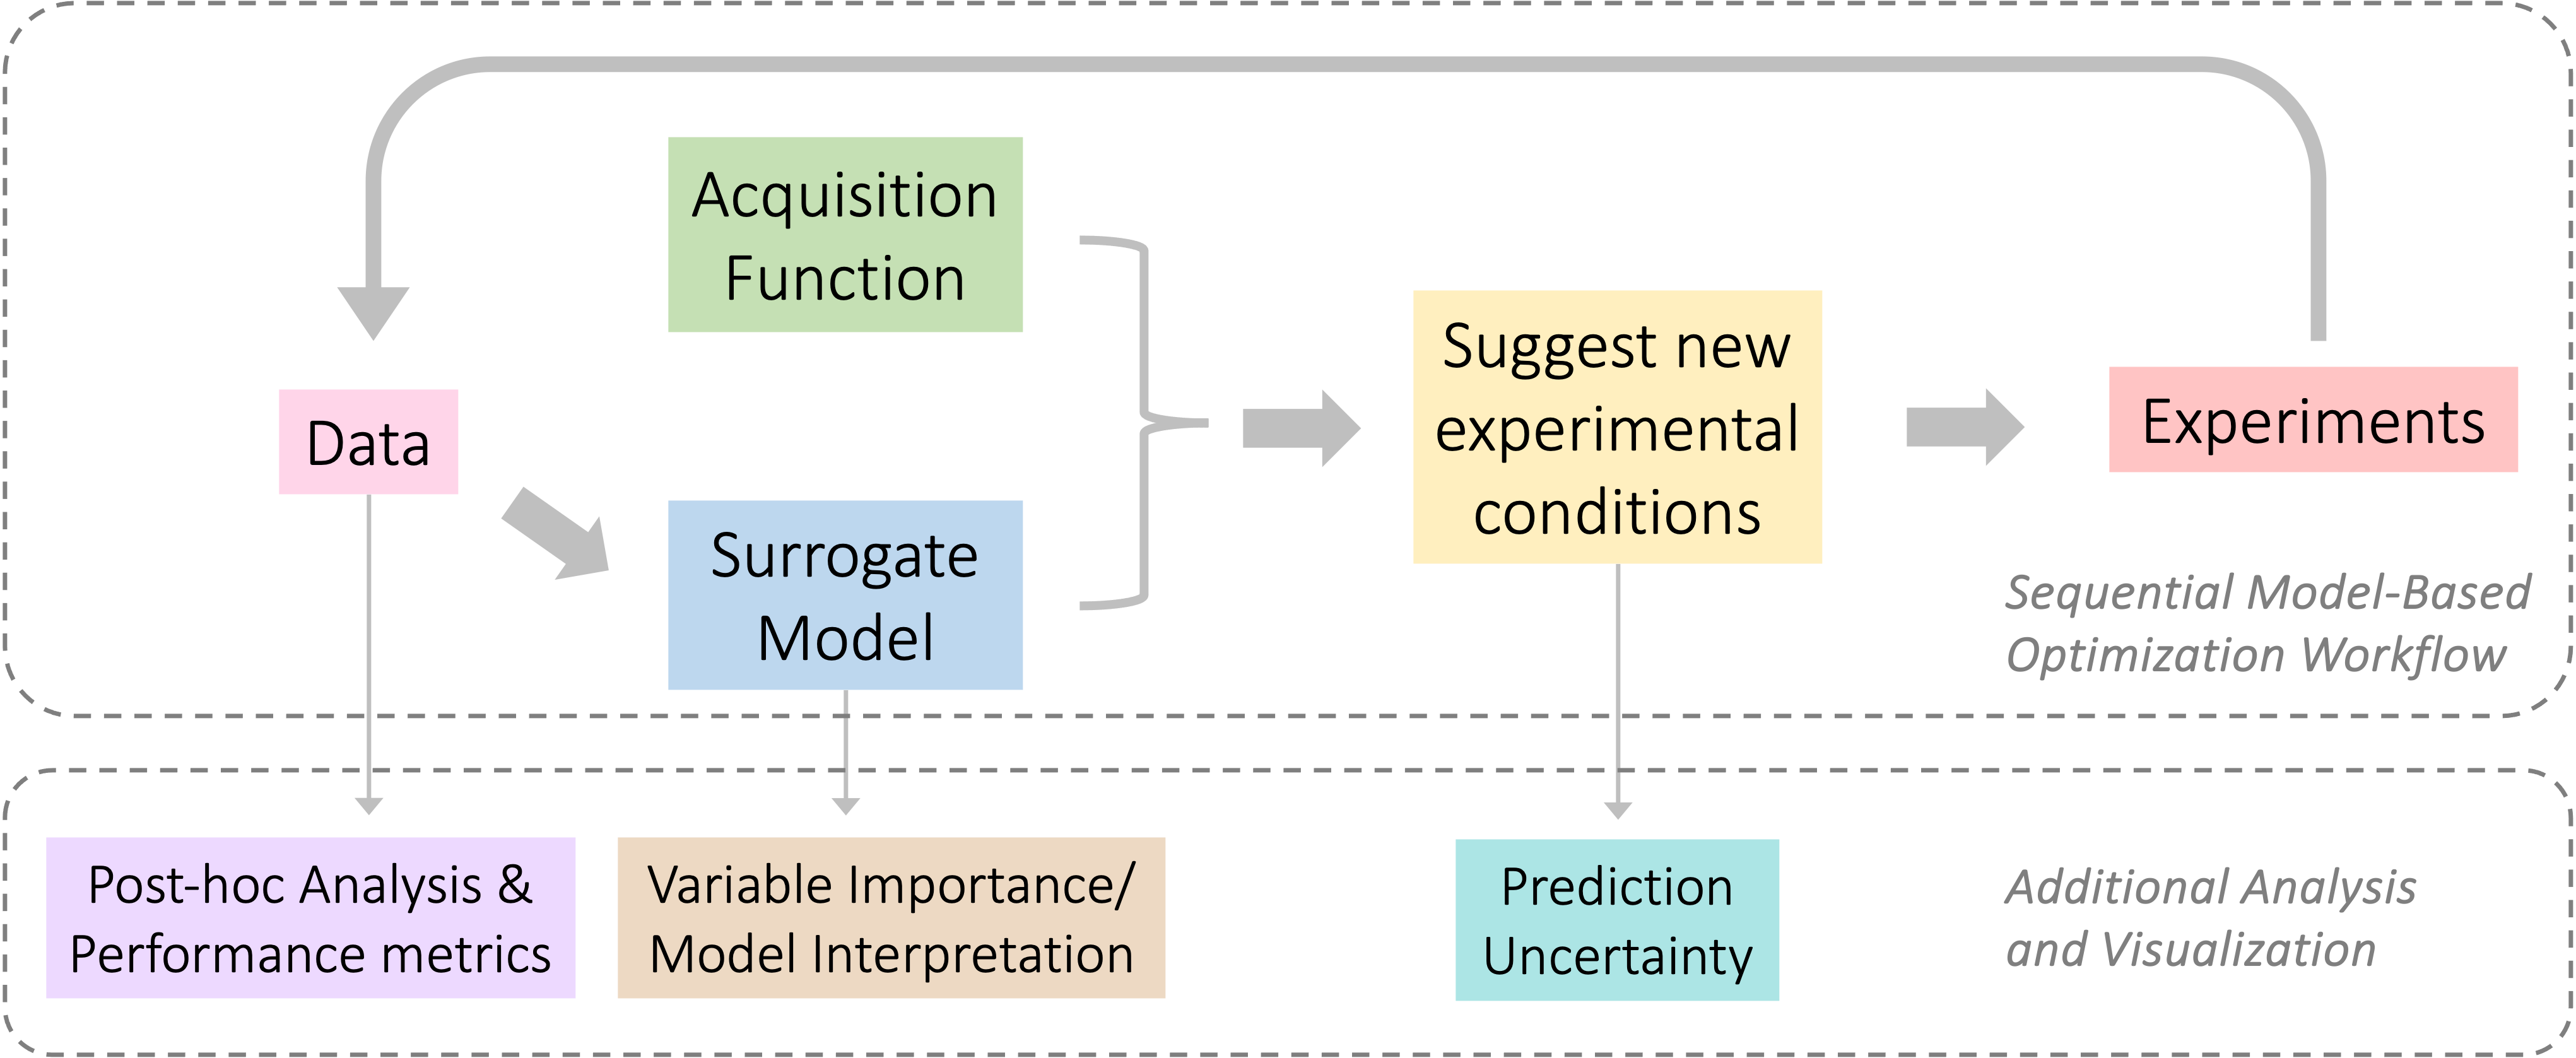 Acquisition
Function
Data
Surrogate
Model
Suggest new
experimental
conditions
Experiments
Sequential Model-Based
Optimization Workflow
Post-hoc Analysis &
Performance metrics
Variable Importance/
Model Interpretation
Prediction
Uncertainty
Additional Analysis
and Visualization